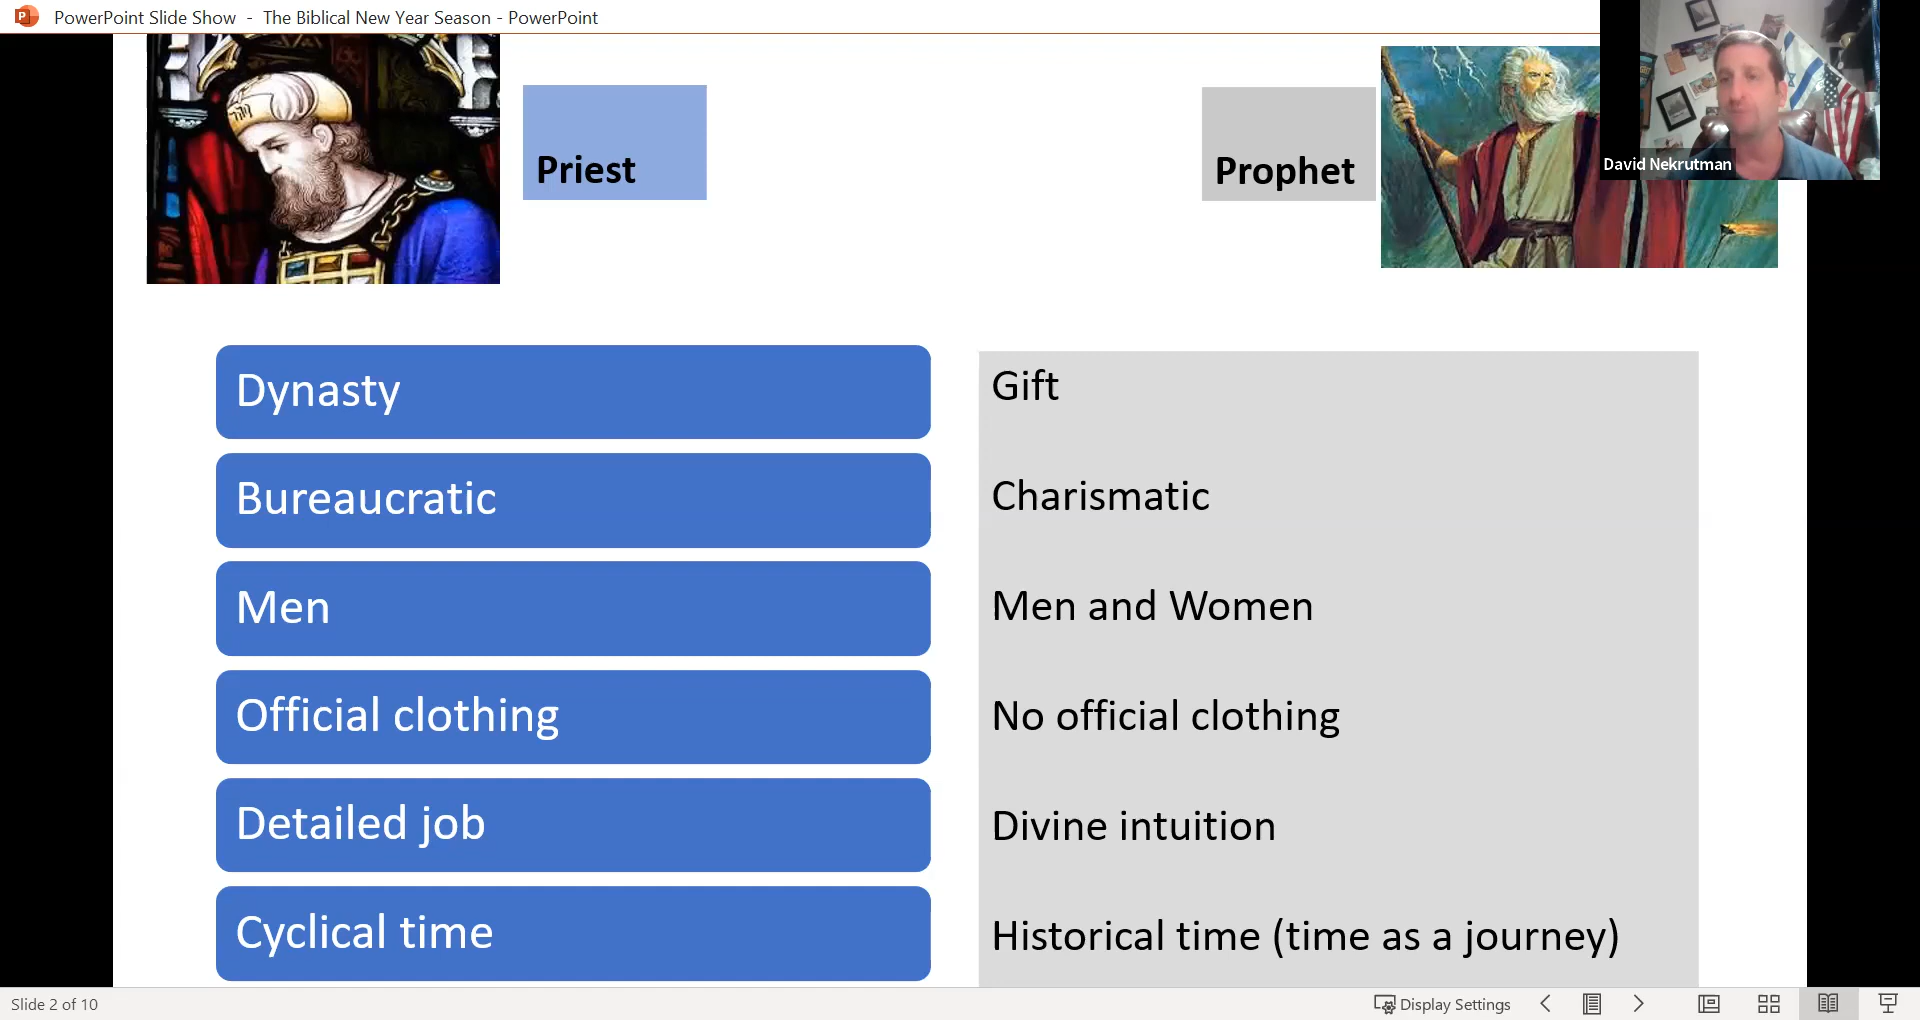 PowerPoint Slide Show - The Biblical New Year Season - PowerPoint
Priest
Prophet
David Nekrutman
Dynasty
Gift
Bureaucratic
Charismatic
Men
Men and Women
Official clothing
No official clothing
Detailed job
Divine intuition
Cyclical time
Historical time (time as a journey)
Slide 2 of 10
Display Settings